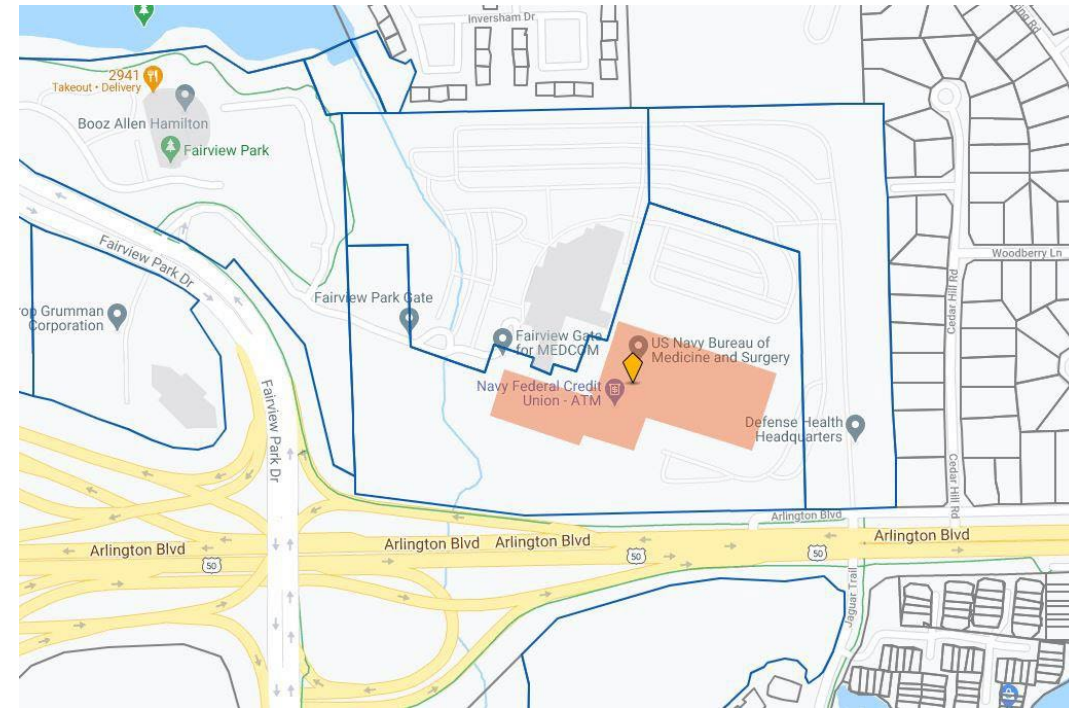 Inversham Dr
2941
Takeout • Delivery
Booz Allen Hamilton
Fairview Park
Fairview Park Dr
Woodberry Ln
Cedar Hill Rd
Fairview Park Gate
rop Grumman
Corporation
Fairview Gate
for MEDCOM
US Navy Bureau of
Medicine and Surgery
Navy Federal Credit
Union - ATM
Defense Health
Headquarters
Fairview Park Dr
Cedar Hill Rd
Arlington Blvd
Arlington Blvd
Arlington Blvd
Arlington Blvd
Arlington Blvd
50
50
50
50
Jaguar Trail